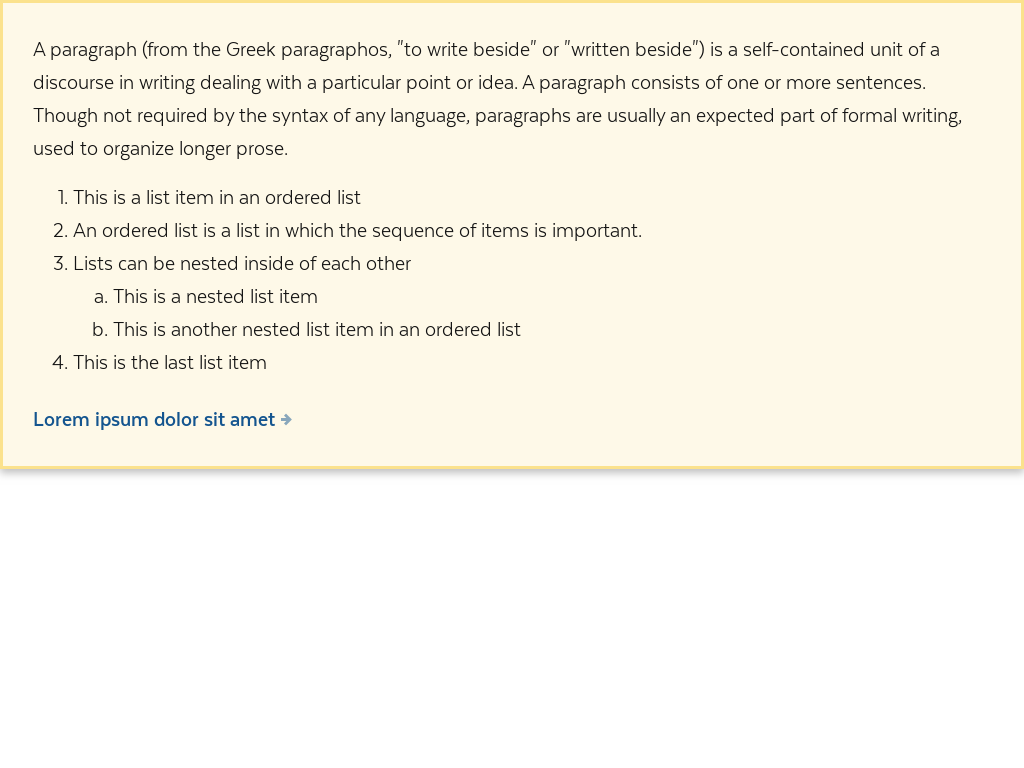 A paragraph (from the Greek paragraphos, "to write beside" or "written beside") is a self-contained unit of a
discourse in writing dealing with a particular point or idea. A paragraph consists of one or more sentences.
Though not required by the syntax of any language, paragraphs are usually an expected part of formal writing,
used to organize longer prose.
1. This is a list item in an ordered list
2. An ordered list is a list in which the sequence of items is important.
3. Lists can be nested inside of each other
a. This is a nested list item
b. This is another nested list item in an ordered list
4. This is the last list item
Lorem ipsum dolor sit amet